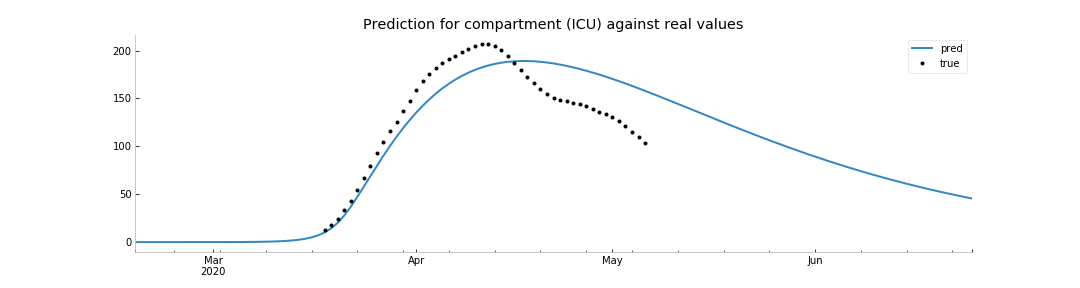 Prediction for compartment (ICU) against real values
pred
true
200
150
100
50
0
Mar
2020
Apr
May
Jun